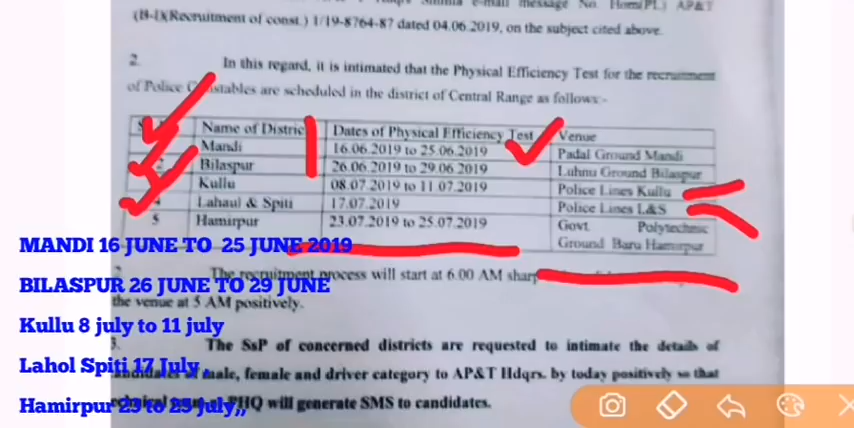 (B-I)(Recruitment of const.) 1/19-8764-87 dated 04.06.2019, on the subject cited above.
2. In this regard, it is intimated that the Physical Efficiency Test for the recruitment
of Police Constables are scheduled in the district of Central Range as follows:-
Name of District Dates of Physical Efficiency Test Venue
Mandi 16.06.2019 to 25.06.2019 Padal Ground Mandi
2 Bilaspur 26.06.2019 to 29.06.2019 Luhnu Ground Bilaspur
Kullu 08.07.2019 to 11.07.2019 Police Lines Kullu
4 Lahaul & Spiti 17.07.2019 Police Lines L&S
5 Hamirpur 23.07.2019 to 25.07.2019 Govt. Polytechnic
Ground Baru Hamirpur
MANDI 16 JUNE TO 25 JUNE 2019
The recruitment process will start at 6.00 AM sharp
BILASPUR 26 JUNE TO 29 JUNE
the venue at 5 AM positively.
Kullu 8 july to 11 july
3. The SsP of concerned districts are requested to intimate the details of
Lahol Spiti 17 July
male, female and driver category to AP&T Hdqrs. by today positively so that
Hamirpur 23 to 25 July,,
PHQ will generate SMS to candidates.